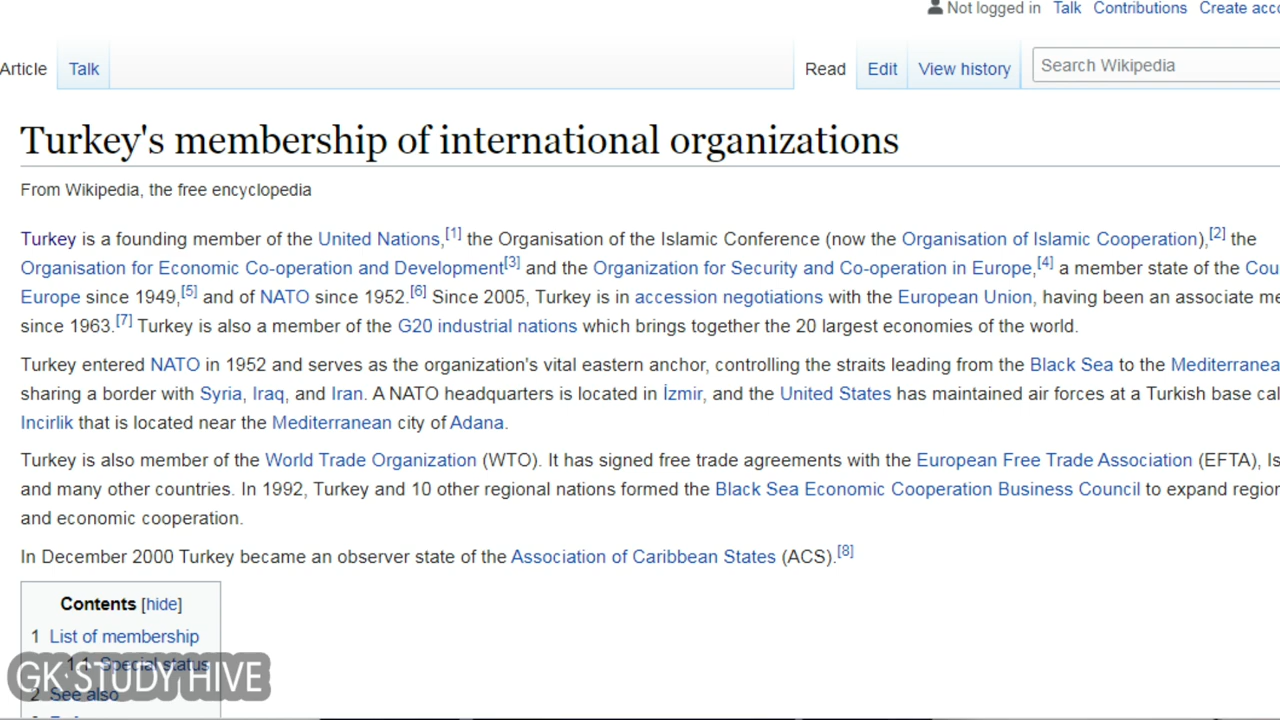 Not logged in Talk Contributions Create acco
Article Talk Read Edit View history Search Wikipedia
Turkey's membership of international organizations
From Wikipedia, the free encyclopedia
Turkey is a founding member of the United Nations,[1] the Organisation of the Islamic Conference (now the Organisation of Islamic Cooperation),[2] the
Organisation for Economic Co-operation and Development[3] and the Organization for Security and Co-operation in Europe,[4] a member state of the Cou
Europe since 1949,[5] and of NATO since 1952.[6] Since 2005, Turkey is in accession negotiations with the European Union, having been an associate me
since 1963.[7] Turkey is also a member of the G20 industrial nations which brings together the 20 largest economies of the world.
Turkey entered NATO in 1952 and serves as the organization's vital eastern anchor, controlling the straits leading from the Black Sea to the Mediterranea
sharing a border with Syria, Iraq, and Iran. A NATO headquarters is located in İzmir, and the United States has maintained air forces at a Turkish base cal
Incirlik that is located near the Mediterranean city of Adana.
Turkey is also member of the World Trade Organization (WTO). It has signed free trade agreements with the European Free Trade Association (EFTA), Is
and many other countries. In 1992, Turkey and 10 other regional nations formed the Black Sea Economic Cooperation Business Council to expand region
and economic cooperation.
In December 2000 Turkey became an observer state of the Association of Caribbean States (ACS).[8]
Contents [hide]
1 List of membership
1.1 Special status
GK STUDY HIVE
2 See also